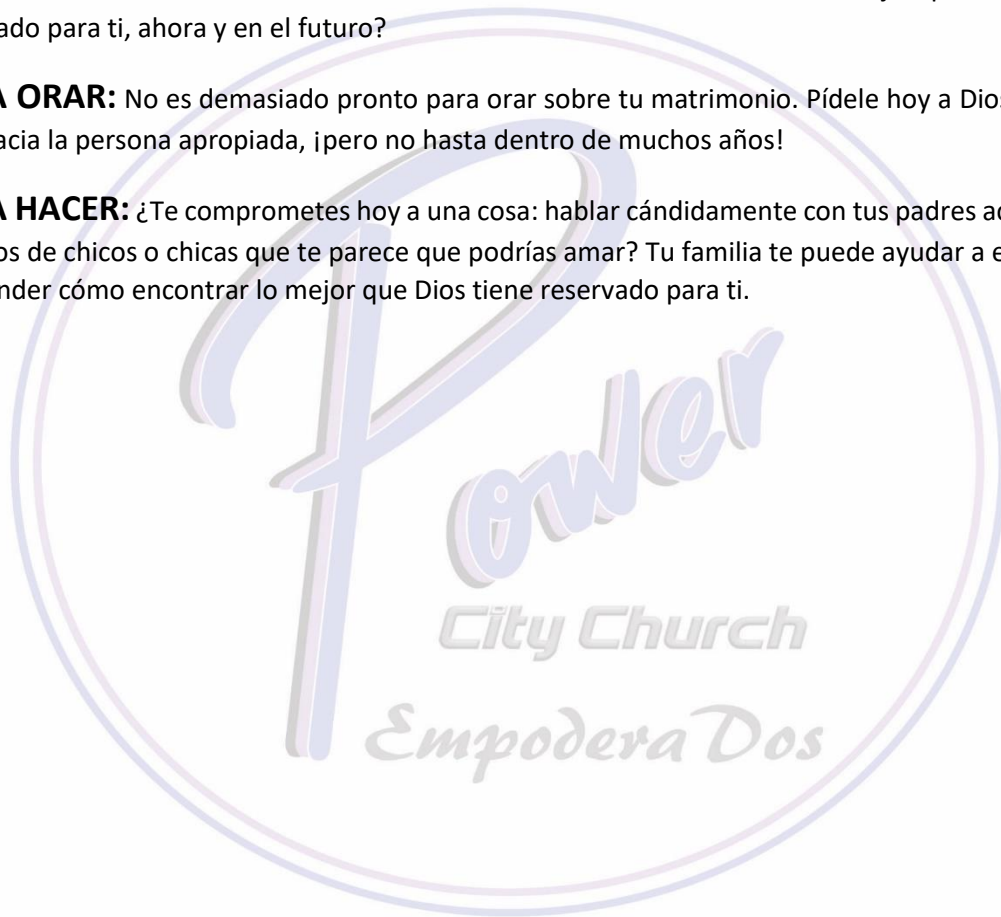 ado para ti, ahora y en el futuro?
A ORAR: No es demasiado pronto para orar sobre tu matrimonio. Pídele hoy a Dios
acia la persona apropiada, ¡pero no hasta dentro de muchos años!
A HACER: ¿Te comprometes hoy a una cosa: hablar cándidamente con tus padres ac
os de chicos o chicas que te parece que podrías amar? Tu familia te puede ayudar a e
nder cómo encontrar lo mejor que Dios tiene reservado para ti.
Power
City Church
EmpoderaDos